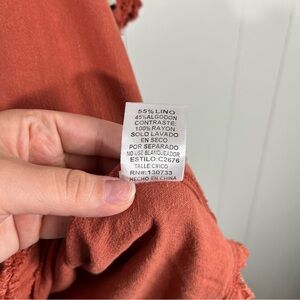 55% LINO
45%ALGODON
CONTRASTE:
100%RAYON
SOLO LAVADO
EN SECO
POR SEPARADO
NO USE BLANQUEADOR
ESTILO:C2676
TALLE CHICO
RN#:130733
HECHO EN CHINA